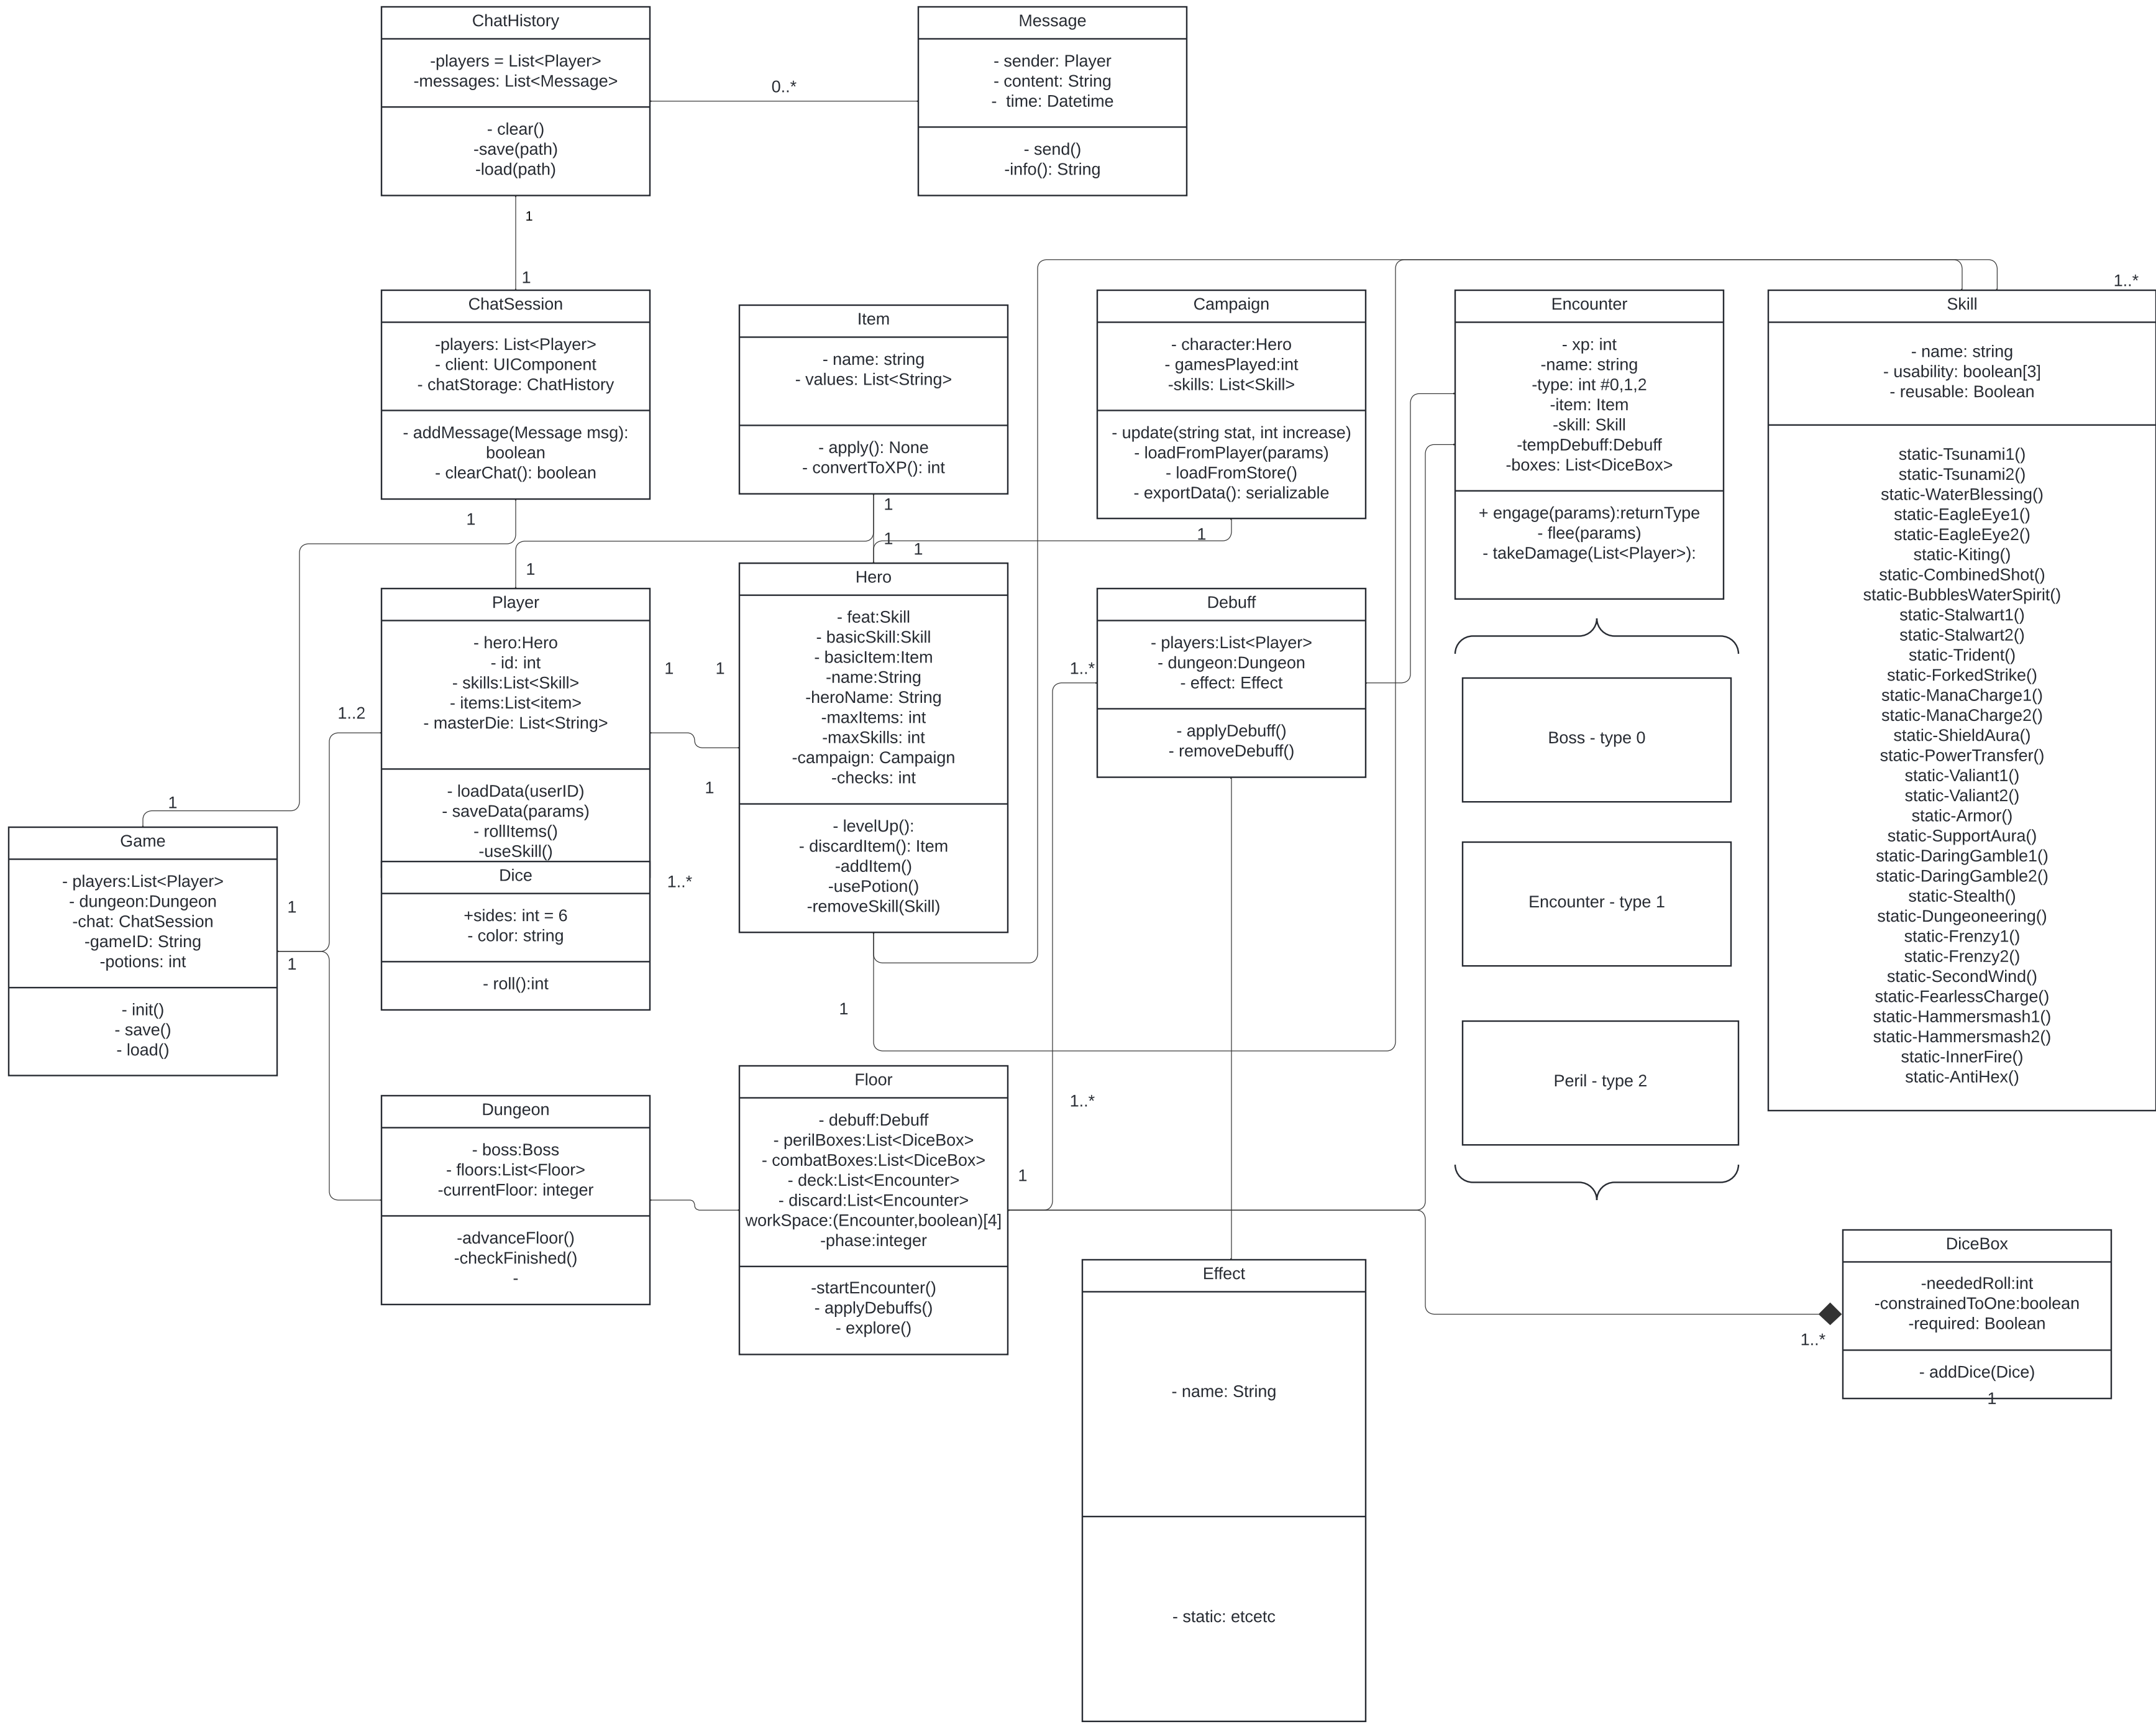 ChatHistory
-players = List<Player>
-messages: List<Message>
- clear()
-save(path)
-load(path)
Message
- sender: Player
- content: String
-  time: Datetime
- send()
-info(): String
0..*
1
1
ChatSession
-players: List<Player>
- client: UIComponent
- chatStorage: ChatHistory
- addMessage(Message msg):
boolean
- clearChat(): boolean
1
Item
- name: string
- values: List<String>
- apply(): None
- convertToXP(): int
1
1
1
Campaign
- character:Hero
- gamesPlayed:int
-skills: List<Skill>
- update(string stat, int increase)
- loadFromPlayer(params)
- loadFromStore()
- exportData(): serializable
1
Encounter
- xp: int
-name: string
-type: int #0,1,2
-item: Item
-skill: Skill
-tempDebuff:Debuff
-boxes: List<DiceBox>
+ engage(params):returnType
- flee(params)
- takeDamage(List<Player>):
1..*
Skill
- name: string
- usability: boolean[3]
- reusable: Boolean
static-Tsunami1()
static-Tsunami2()
static-WaterBlessing()
static-EagleEye1()
static-EagleEye2()
static-Kiting()
static-CombinedShot()
static-BubblesWaterSpirit()
static-Stalwart1()
static-Stalwart2()
static-Trident()
static-ForkedStrike()
static-ManaCharge1()
static-ManaCharge2()
static-ShieldAura()
static-PowerTransfer()
static-Valiant1()
static-Valiant2()
static-Armor()
static-SupportAura()
static-DaringGamble1()
static-DaringGamble2()
static-Stealth()
static-Dungeoneering()
static-Frenzy1()
static-Frenzy2()
static-SecondWind()
static-FearlessCharge()
static-Hammersmash1()
static-Hammersmash2()
static-InnerFire()
static-AntiHex()
1
Player
- hero:Hero
- id: int
- skills:List<Skill>
- items:List<item>
- masterDie: List<String>
- loadData(userID)
- saveData(params)
- rollItems()
-useSkill()
1
1
1
1..2
Hero
- feat:Skill
- basicSkill:Skill
- basicItem:Item
-name:String
-heroName: String
-maxItems: int
-maxSkills: int
-campaign: Campaign
-checks: int
- levelUp():
- discardItem(): Item
-addItem()
-usePotion()
-removeSkill(Skill)
1
1..*
Debuff
- players:List<Player>
- dungeon:Dungeon
- effect: Effect
- applyDebuff()
- removeDebuff()
Boss - type 0
Encounter - type 1
Peril - type 2
1
Game
- players:List<Player>
- dungeon:Dungeon
-chat: ChatSession
-gameID: String
-potions: int
- init()
- save()
- load()
1
1
Dice
+sides: int = 6
- color: string
- roll():int
1..*
Dungeon
- boss:Boss
- floors:List<Floor>
-currentFloor: integer
-advanceFloor()
-checkFinished()
-
Floor
- debuff:Debuff
- perilBoxes:List<DiceBox>
- combatBoxes:List<DiceBox>
- deck:List<Encounter>
- discard:List<Encounter>
workSpace:(Encounter,boolean)[4]
-phase:integer
-startEncounter()
- applyDebuffs()
- explore()
1..*
1
Effect
- name: String
- static: etcetc
DiceBox
-neededRoll:int
-constrainedToOne:boolean
-required: Boolean
- addDice(Dice)
1..*
1